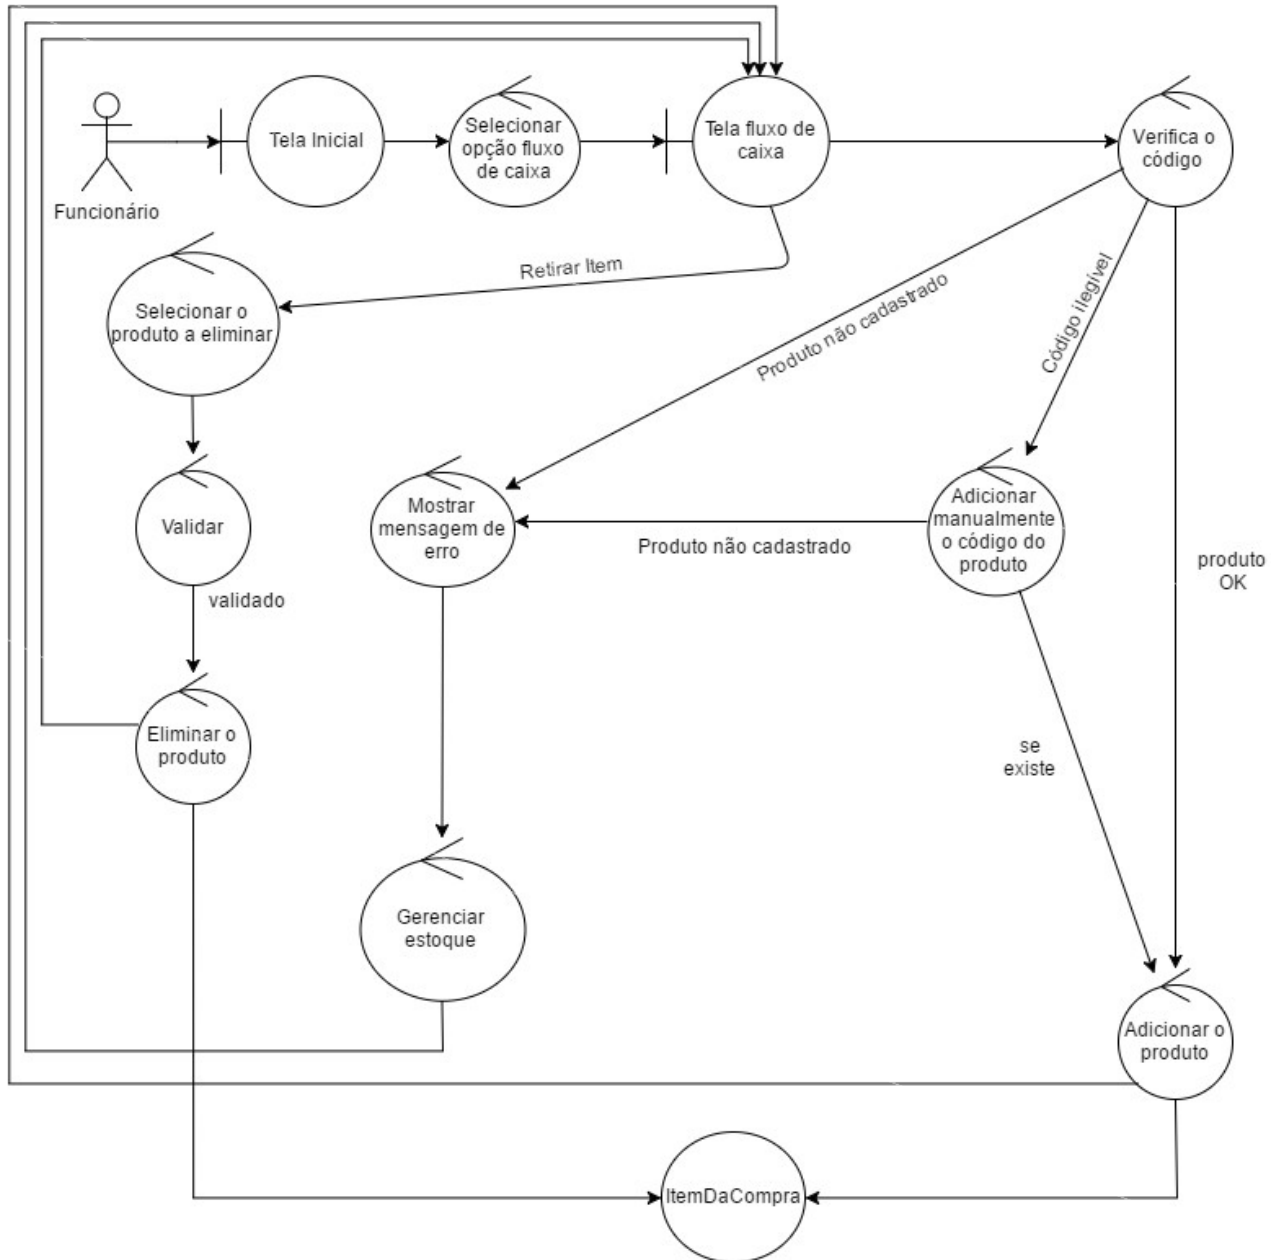 Tela Inicial
Selecionar
opção fluxo
de caixa
Tela fluxo de
caixa
Verifica o
código
Funcionário
Retirar Item
Selecionar o
produto a eliminar
Produto não cadastrado
Código ilegível
Validar
validado
Mostrar
mensagem de
erro
Produto não cadastrado
Adicionar
manualmente
o código do
produto
produto
OK
Eliminar o
produto
se
existe
Gerenciar
estoque
Adicionar o
produto
ItemDaCompra